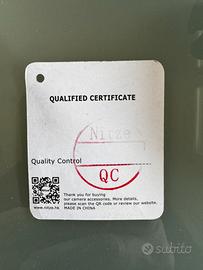 QUALIFIED CERTIFICATE
Nitze
Quality Control
QC
Thank you for buying
our camera accessories. More details,
please scan the QR code or review our website.
www.nitze.hk MADE IN CHINA
subito